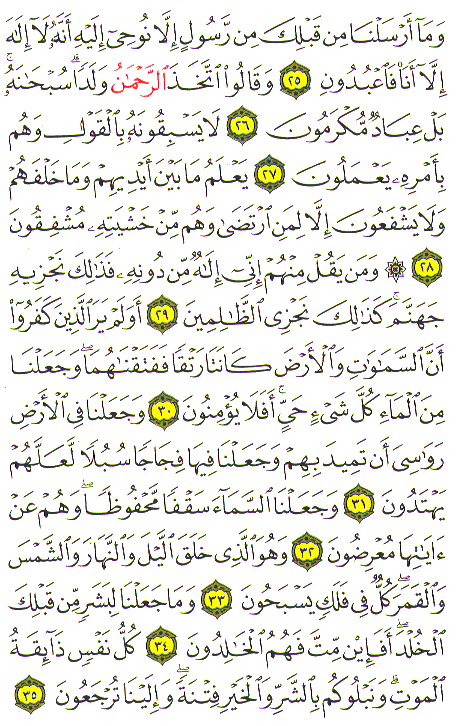 وَمَآ أَرْسَلْنَا مِن قَبْلِكَ مِن رَّسُولٍ إِلَّا نُوحِىٓ إِلَيْهِ أَنَّهُۥ لَآ إِلَٰهَ
إِلَّآ أَنَا۠ فَٱعْبُدُونِ ٢٥ وَقَالُوا۟ ٱتَّخَذَ ٱلرَّحْمَٰنُ وَلَدًا ۗ سُبْحَٰنَهُۥ ۚ
بَلْ عِبَادٌ مُّكْرَمُونَ ٢٦ لَا يَسْبِقُونَهُۥ بِٱلْقَوْلِ وَهُم
بِأَمْرِهِۦ يَعْمَلُونَ ٢٧ يَعْلَمُ مَا بَيْنَ أَيْدِيهِمْ وَمَا خَلْفَهُمْ
وَلَا يَشْفَعُونَ إِلَّا لِمَنِ ٱرْتَضَىٰ وَهُم مِّنْ خَشْيَتِهِۦ مُشْفِقُونَ
٢٨ ۞ وَمَن يَقُلْ مِنْهُمْ إِنِّىٓ إِلَٰهٌ مِّن دُونِهِۦ فَذَٰلِكَ نَجْزِيهِ
جَهَنَّمَ ۚ كَذَٰلِكَ نَجْزِى ٱلظَّٰلِمِينَ ٢٩ أَوَلَمْ يَرَ ٱلَّذِينَ كَفَرُوٓا۟
أَنَّ ٱلسَّمَٰوَٰتِ وَٱلْأَرْضَ كَانَتَا رَتْقًا فَفَتَقْنَٰهُمَا ۖ وَجَعَلْنَا
مِنَ ٱلْمَآءِ كُلَّ شَىْءٍ حَىٍّ ۖ أَفَلَا يُؤْمِنُونَ ٣٠ وَجَعَلْنَا فِى ٱلْأَرْضِ
رَوَٰسِىَ أَن تَمِيدَ بِهِمْ وَجَعَلْنَا فِيهَا فِجَاجًا سُبُلًا لَّعَلَّهُمْ
يَهْتَدُونَ ٣١ وَجَعَلْنَا ٱلسَّمَآءَ سَقْفًا مَّحْفُوظًا ۖ وَهُمْ عَنْ
ءَايَٰتِهَا مُعْرِضُونَ ٣٢ وَهُوَ ٱلَّذِى خَلَقَ ٱلَّيْلَ وَٱلنَّهَارَ وَٱلشَّمْسَ
وَٱلْقَمَرَ ۖ كُلٌّ فِى فَلَكٍ يَسْبَحُونَ ٣٣ وَمَا جَعَلْنَا لِبَشَرٍ مِّن قَبْلِكَ
ٱلْخُلْدَ ۖ أَفَإِي۟ن مِّتَّ فَهُمُ ٱلْخَٰلِدُونَ ٣٤ كُلُّ نَفْسٍ ذَآئِقَةُ
ٱلْمَوْتِ ۗ وَنَبْلُوكُم بِٱلشَّرِّ وَٱلْخَيْرِ فِتْنَةً ۖ وَإِلَيْنَا تُرْجَعُونَ ٣٥